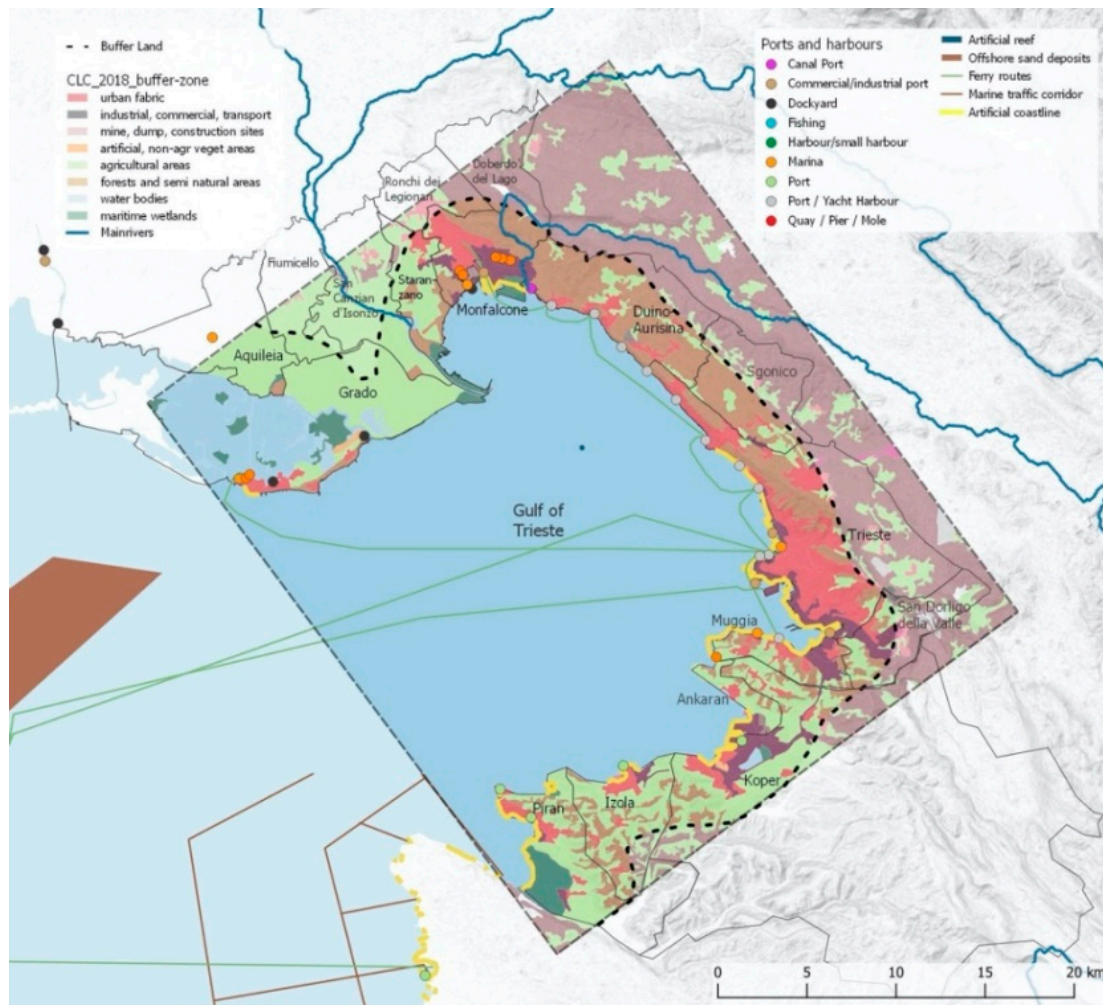 Buffer Land
CLC_2018_buffer-zone
urban fabric
industrial, commercial, transport
mine, dump, construction sites
artificial, non-agr veget areas
agricultural areas
forests and semi natural areas
water bodies
maritime wetlands
Mainrivers
Ports and harbours
Canal Port
Commercial/industrial port
Dockyard
Fishing
Harbour/small harbour
Marina
Port
Port / Yacht Harbour
Quay / Pier / Mole
Artificial reef
Offshore sand deposits
Ferry routes
Marine traffic corridor
Artificial coastline
Doberdò
del Lago
Ronchi dei
Legionari
Fiumicello
San
Canzian
d'Isonzo
Staran-
zano
Monfalcone
Duino-
Aurisina
Aquileia
Grado
Sgonico
Gulf of
Trieste
Trieste
San Dorligo
della Valle
Muggia
Ankaran
Koper
Izola
Piran
0 5 10 15 20 km